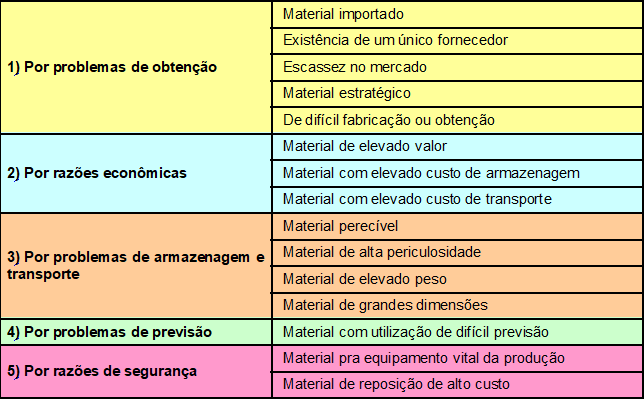 1) Por problemas de obtenção
Material importado
Existência de um único fornecedor
Escassez no mercado
Material estratégico
De difícil fabricação ou obtenção
2) Por razões econômicas
Material de elevado valor
Material com elevado custo de armazenagem
Material com elevado custo de transporte
3) Por problemas de armazenagem e
transporte
Material perecível
Material de alta periculosidade
Material de elevado peso
Material de grandes dimensões
4) Por problemas de previsão
Material com utilização de difícil previsão
5) Por razões de segurança
Material pra equipamento vital da produção
Material de reposição de alto custo